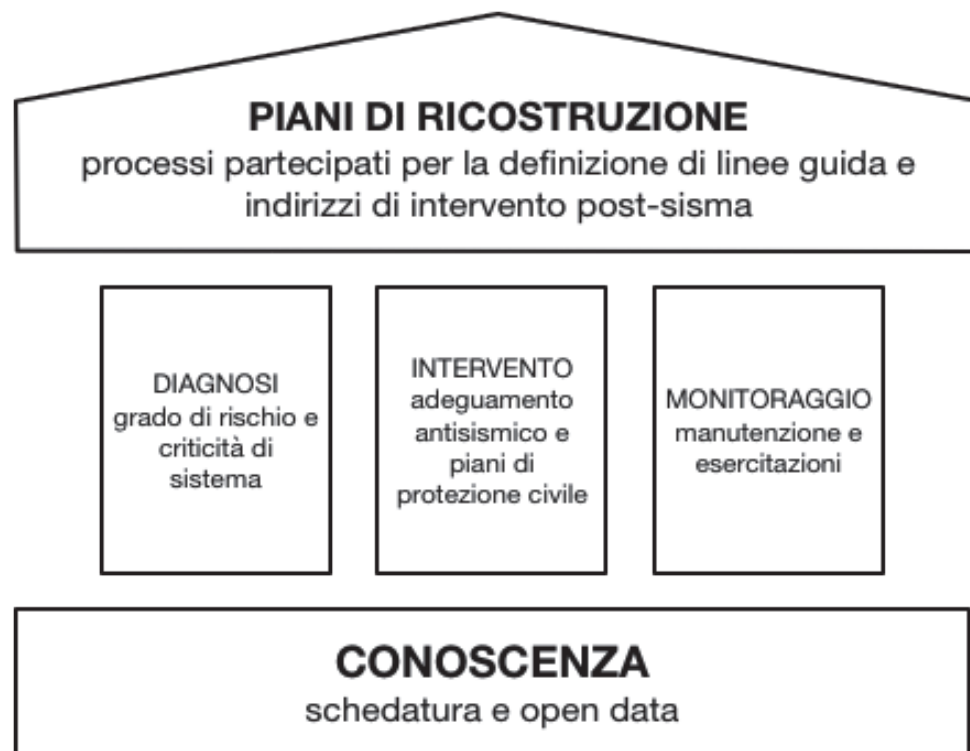 PIANI DI RICOSTRUZIONE
processi partecipati per la definizione di linee guida e
indirizzi di intervento post-sisma
DIAGNOSI
grado di rischio e
criticità di
sistema
INTERVENTO
adeguamento
antisismico e
piani di
protezione civile
MONITORAGGIO
manutenzione e
esercitazioni
CONOSCENZA
schedatura e open data